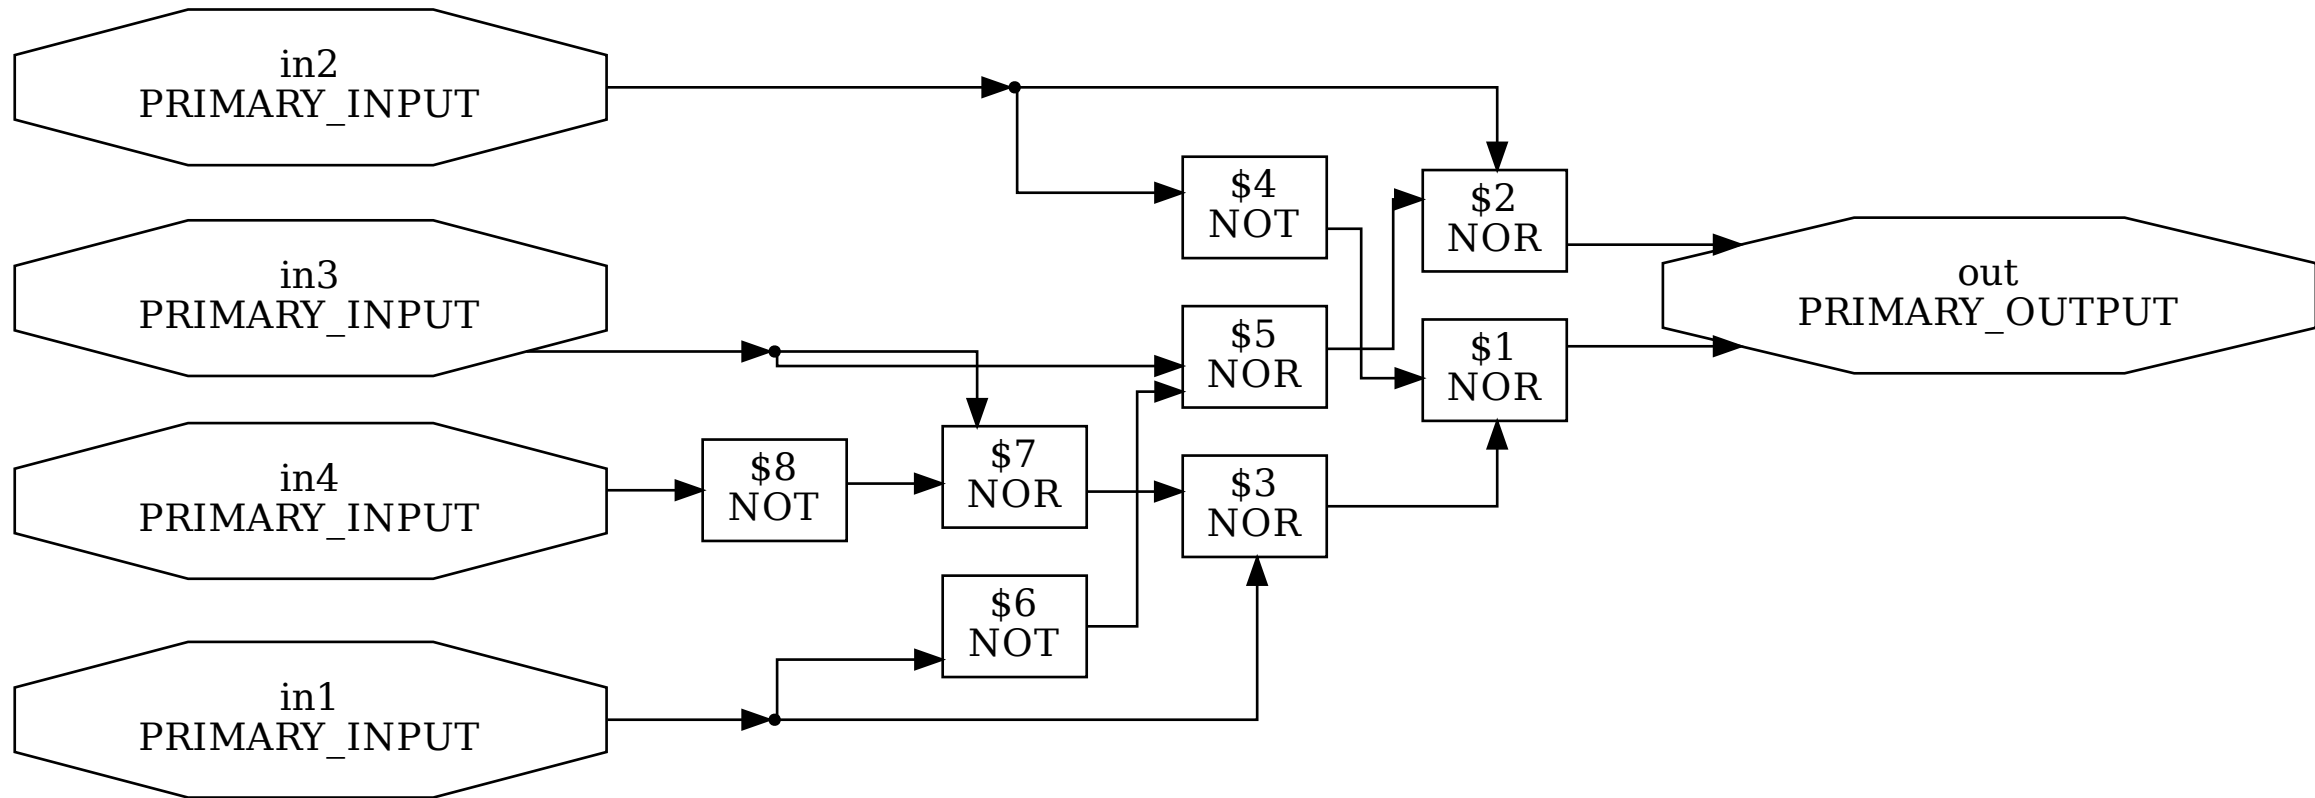 in2
PRIMARY_INPUT
in3
PRIMARY_INPUT
in4
PRIMARY_INPUT
in1
PRIMARY_INPUT
$8
NOT
$7
NOR
$6
NOT
$4
NOT
$5
NOR
$3
NOR
$2
NOR
$1
NOR
out
PRIMARY_OUTPUT